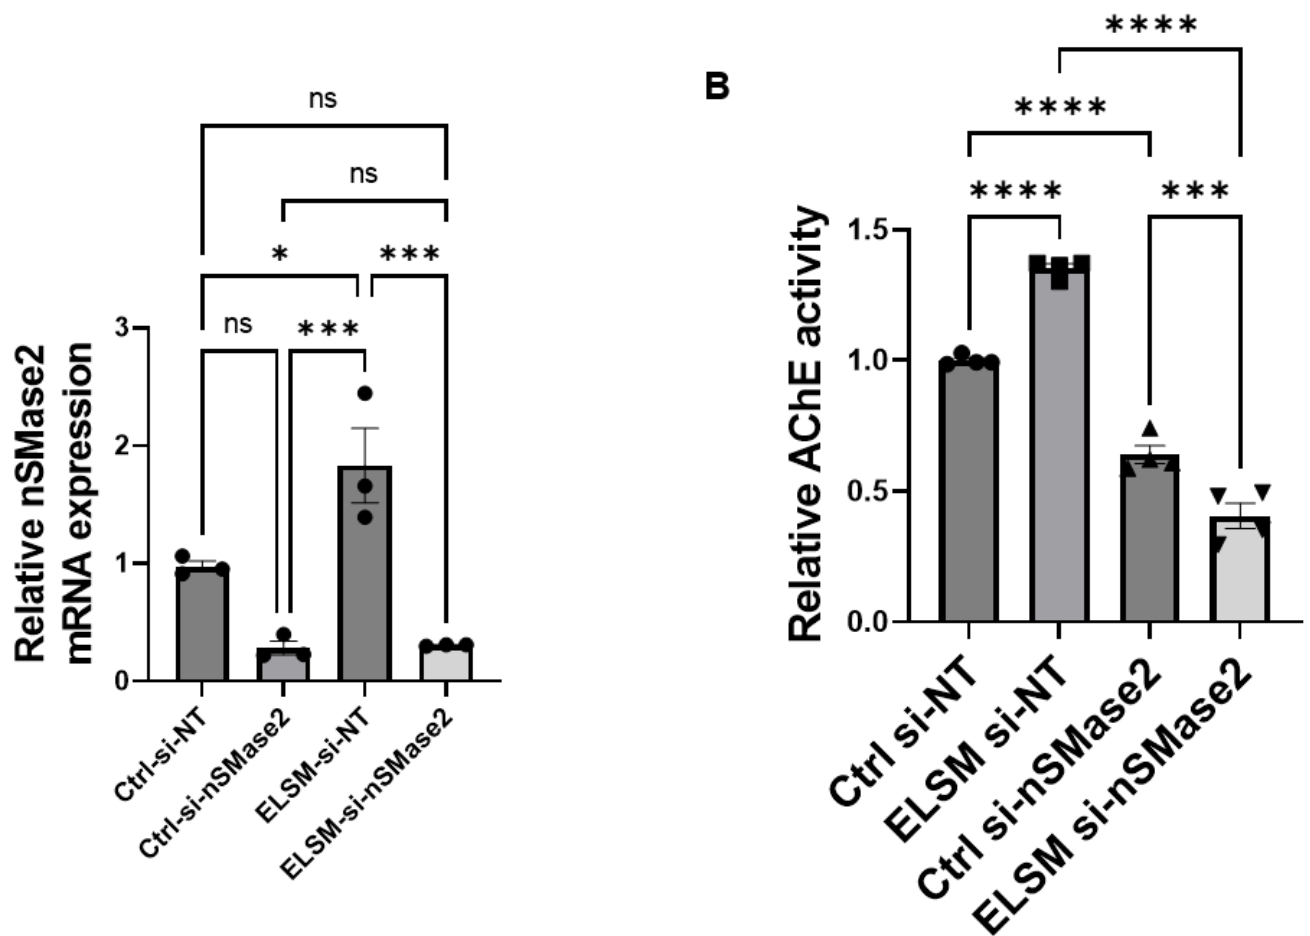 ns
ns
* ***
ns ***
Relative nSMase2
mRNA expression
3
2
1
0
Ctrl-si-NT
Ctrl-si-nSMase2
ELSM-si-NT
ELSM-si-nSMase2
B
****
****
**** ***
Relative AChE activity
1.5
1.0
0.5
0.0
Ctrl si-NT
ELSM si-NT
Ctrl si-nSMase2
ELSM si-nSMase2